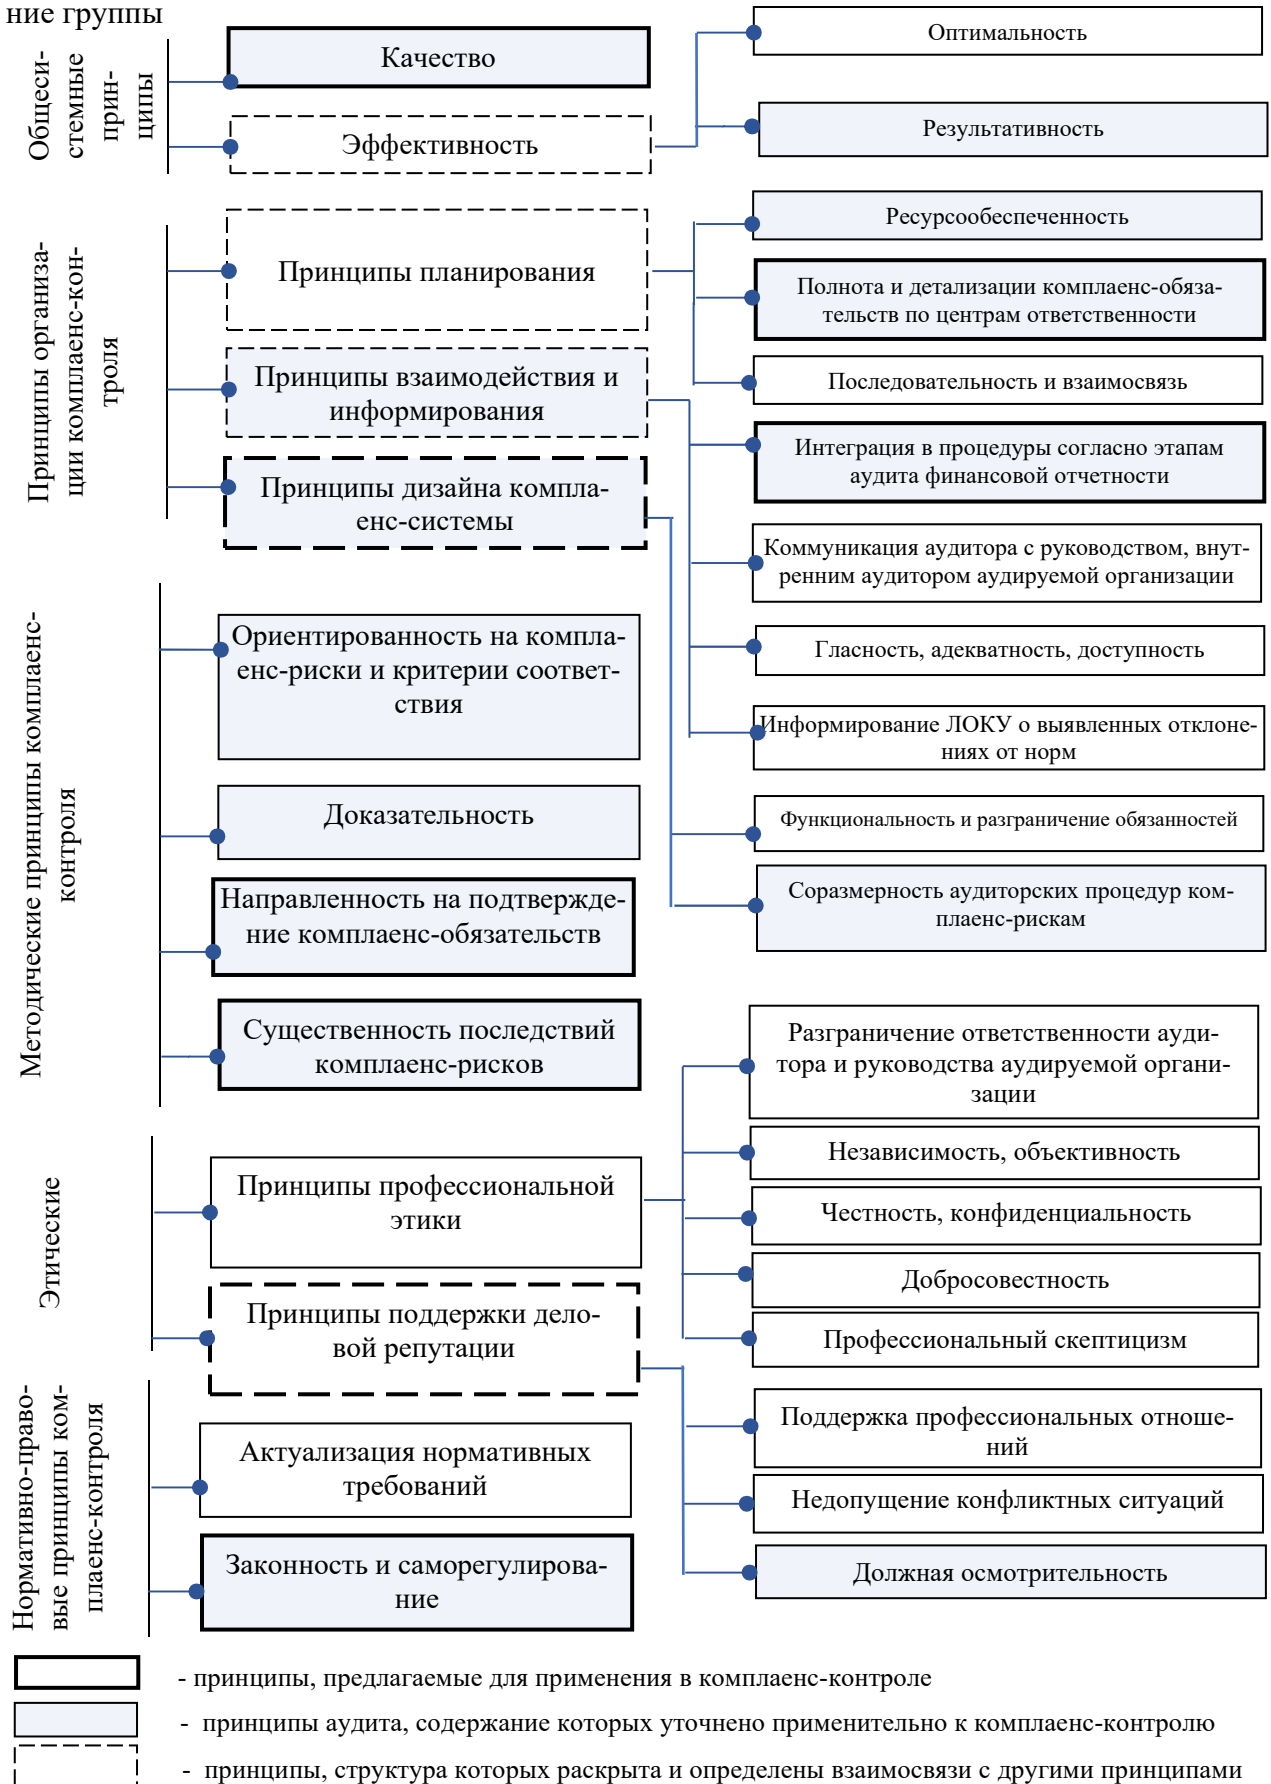 ние группы
Общеси-
стемные
прин-
ципы
Качество
Эффективность
Оптимальность
Результативность
Принципы организа-
ции комплаенс-кон-
троля
Принципы планирования
Принципы взаимодействия и
информирования
Принципы дизайна компла-
енс-системы
Ресурсообеспеченность
Полнота и детализации комплаенс-обяза-
тельств по центрам ответственности
Последовательность и взаимосвязь
Интеграция в процедуры согласно этапам
аудита финансовой отчетности
Коммуникация аудитора с руководством, внут-
ренним аудитором аудируемой организации
Гласность, адекватность, доступность
Информирование ЛОКУ о выявленных отклоне-
ниях от норм
Функциональность и разграничение обязанностей
Соразмерность аудиторских процедур ком-
плаенс-рискам
Методические принципы комплаенс-
контроля
Ориентированность на компла-
енс-риски и критерии соответ-
ствия
Доказательность
Направленность на подтвержде-
ние комплаенс-обязательств
Существенность последствий
комплаенс-рисков
Этические
Принципы профессиональной
этики
Принципы поддержки дело-
вой репутации
Разграничение ответственности ауди-
тора и руководства аудируемой органи-
зации
Независимость, объективность
Честность, конфиденциальность
Добросовестность
Профессиональный скептицизм
Поддержка профессиональных отноше-
ний
Недопущение конфликтных ситуаций
Должная осмотрительность
Нормативно-право-
вые принципы ком-
плаенс-контроля
Актуализация нормативных
требований
Законность и саморегулирова-
ние
- принципы, предлагаемые для применения в комплаенс-контроле
- принципы аудита, содержание которых уточнено применительно к комплаенс-контролю
- принципы, структура которых раскрыта и определены взаимосвязи с другими принципами